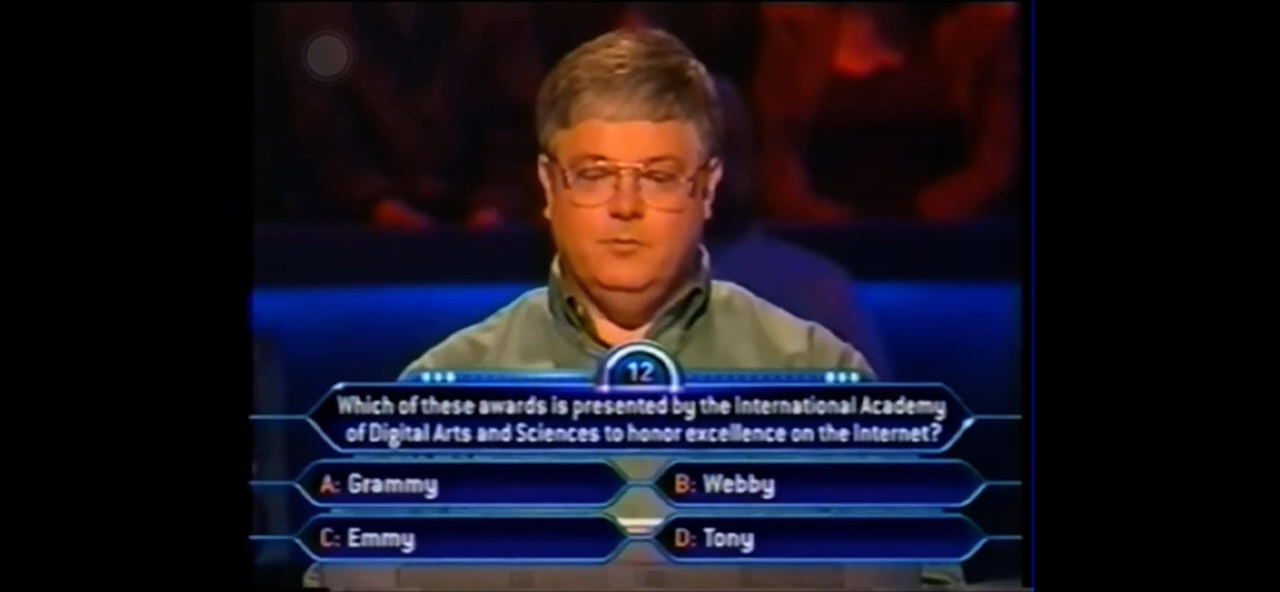 12
Which of these awards is presented by the International Academy
of Digital Arts and Sciences to honor excellence on the Internet?
A: Grammy
B: Webby
C: Emmy
D: Tony